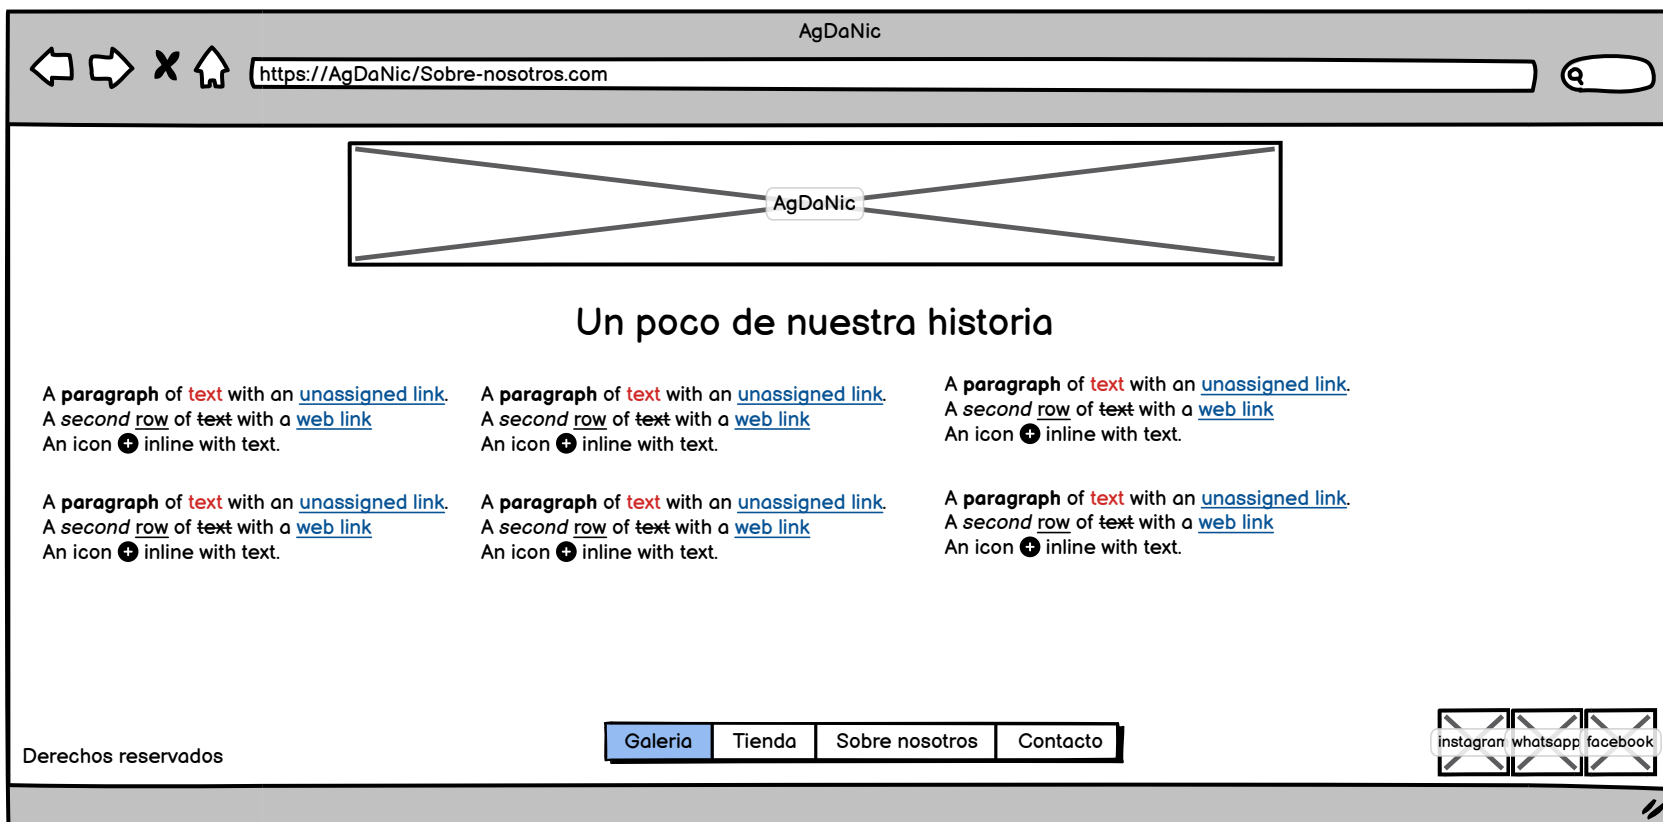 AgDaNic
https://AgDaNic/Sobre-nosotros.com
AgDaNic
Un poco de nuestra historia
A paragraph of text with an unassigned link.
A second row of text with a web link
An icon inline with text.
A paragraph of text with an unassigned link.
A second row of text with a web link
An icon inline with text.
A paragraph of text with an unassigned link.
A second row of text with a web link
An icon inline with text.
A paragraph of text with an unassigned link.
A second row of text with a web link
An icon inline with text.
A paragraph of text with an unassigned link.
A second row of text with a web link
An icon inline with text.
A paragraph of text with an unassigned link.
A second row of text with a web link
An icon inline with text.
Derechos reservados
Galeria Tienda Sobre nosotros Contacto
instagram whatsapp facebook